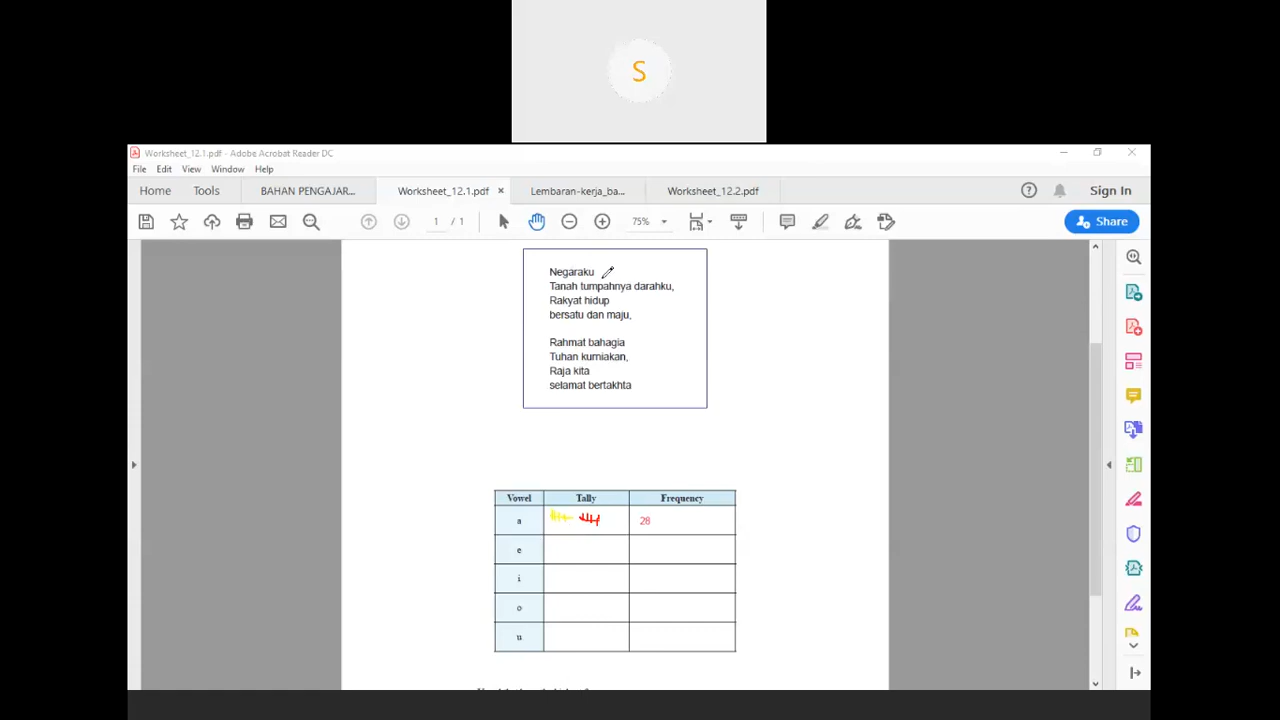 S
Worksheet_12.1.pdf - Adobe Acrobat Reader DC
File Edit View Window Help
Home Tools BAHAN PENGAJAR... Worksheet_12.1.pdf × Lembaran-kerja_ba... Worksheet_12.2.pdf Sign In
1 / 1 75% Share
Negaraku
Tanah tumpahnya darahku,
Rakyat hidup
bersatu dan maju,
Rahmat bahagia
Tuhan kurniakan,
Raja kita
selamat bertakhta
Vowel Tally Frequency
a 28
e
i
o
u